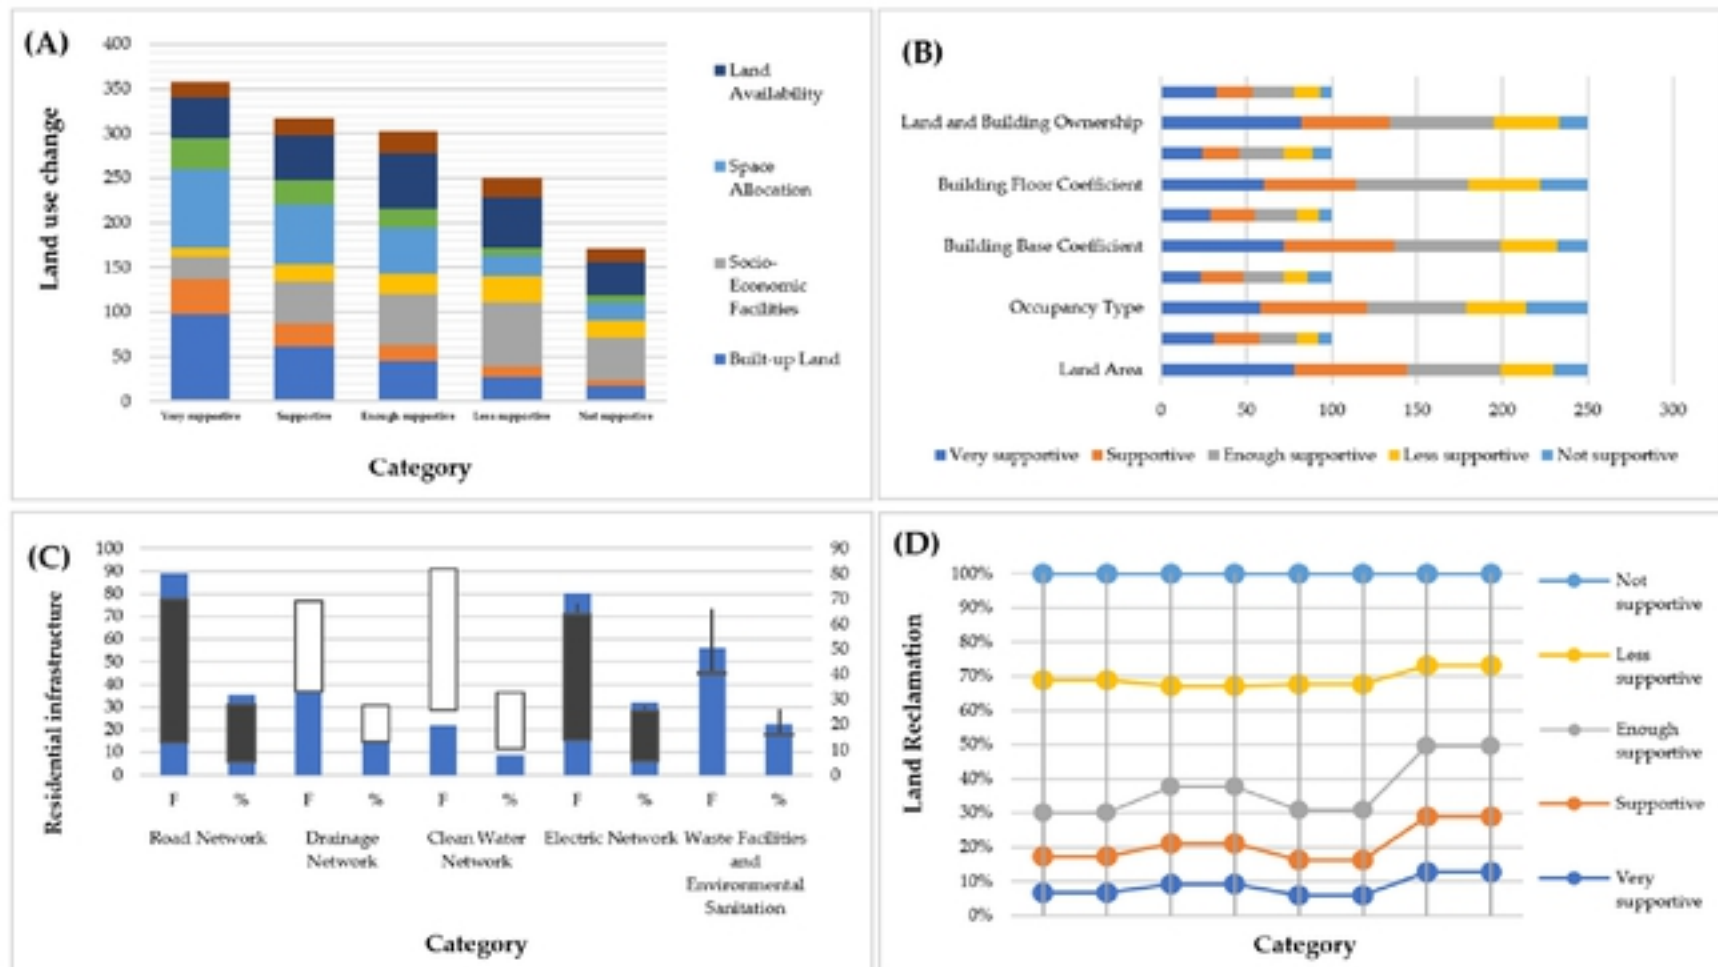 (A)
400
350
300
250
200
150
100
50
0
Land use change
Very supportive Supportive Enough supportive Less supportive Not supportive
Category
Land
Availability
Space
Allocation
Socio-
Economic
Facilities
Built-up Land
(B)
Land and Building Ownership
Building Floor Coefficient
Building Base Coefficient
Occupancy Type
Land Area
0 50 100 150 200 250 300
Very supportive Supportive Enough supportive Less supportive Not supportive
(C)
100
90
80
70
60
50
40
30
20
10
0
90
80
70
60
50
40
30
20
10
0
Residential infrastructure
F % F % F % F % F %
Road Network
Drainage
Network
Clean Water
Network
Electric Network
Waste Facilities
and
Environmental
Sanitation
Category
(D)
100%
90%
80%
70%
60%
50%
40%
30%
20%
10%
0%
Land Reclamation
Category
Not
supportive
Less
supportive
Enough
supportive
Supportive
Very
supportive